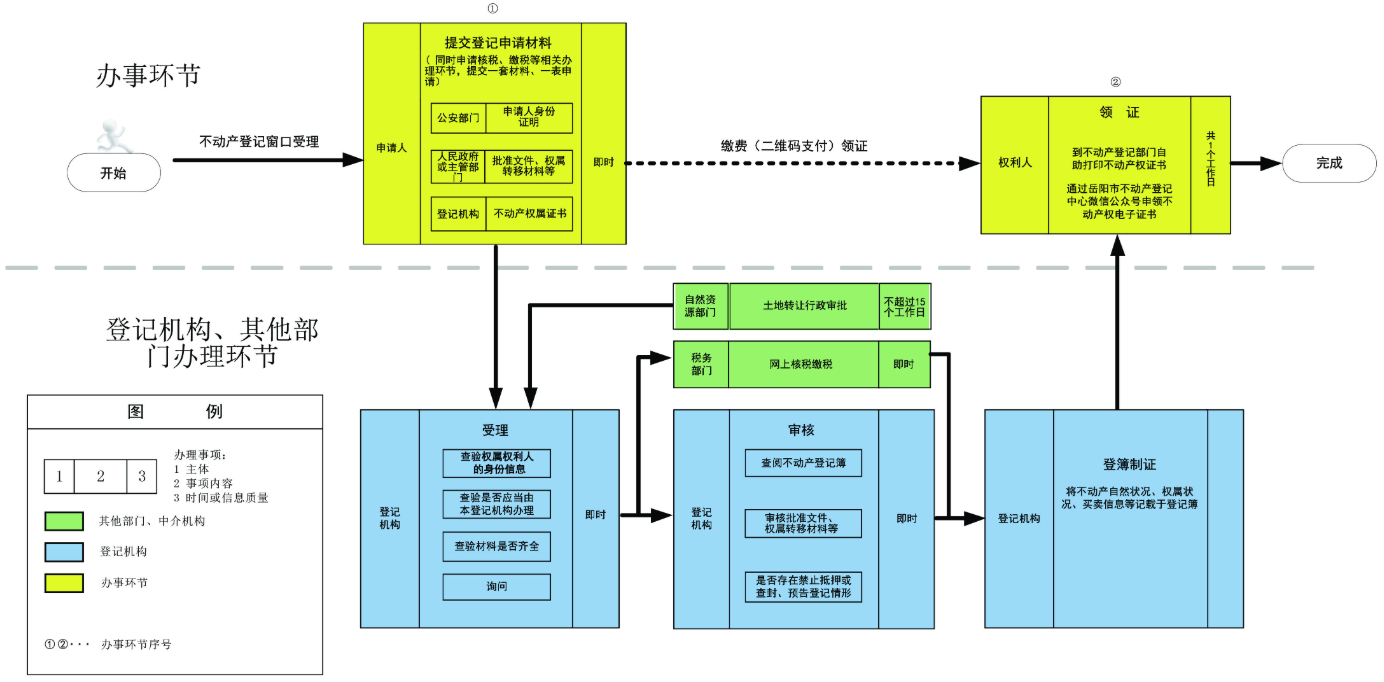 ①
办事环节
开始
不动产登记窗口受理
申请人
提交登记申请材料
（ 同时申请核税、缴税等相关办
理环节，提交一套材料、一表申
请）
公安部门
申请人身份
证明
人民政府
或主管部
门
批准文件、权属
转移材料等
登记机构
不动产权属证书
即时
缴费（二维码支付）领证
②
权利人
领 证
到不动产登记部门自
助打印不动产权证书
通过岳阳市不动产登记
中心微信公众号申领不
动产权电子证书
共1个工作日
完成
登记机构、其他部
门办理环节
自然资
源部门
土地转让行政审批
不超过15
个工作日
税务
部门
网上核税缴税
即时
登记
机构
受理
查验权属权利人
的身份信息
查验是否应当由
本登记机构办理
查验材料是否齐全
询问
即时
登记
机构
审核
查阅不动产登记簿
审核批准文件、
权属转移材料等
是否存在禁止抵押或
查封、预告登记情形
即时
登记机构
登簿制证
将不动产自然状况、权属状
况、买卖信息等记载于登记簿
图 例
1 2 3
办理事项：
1 主体
2 事项内容
3 时间或信息质量
其他部门、中介机构
登记机构
办事环节
①②··· 办事环节序号